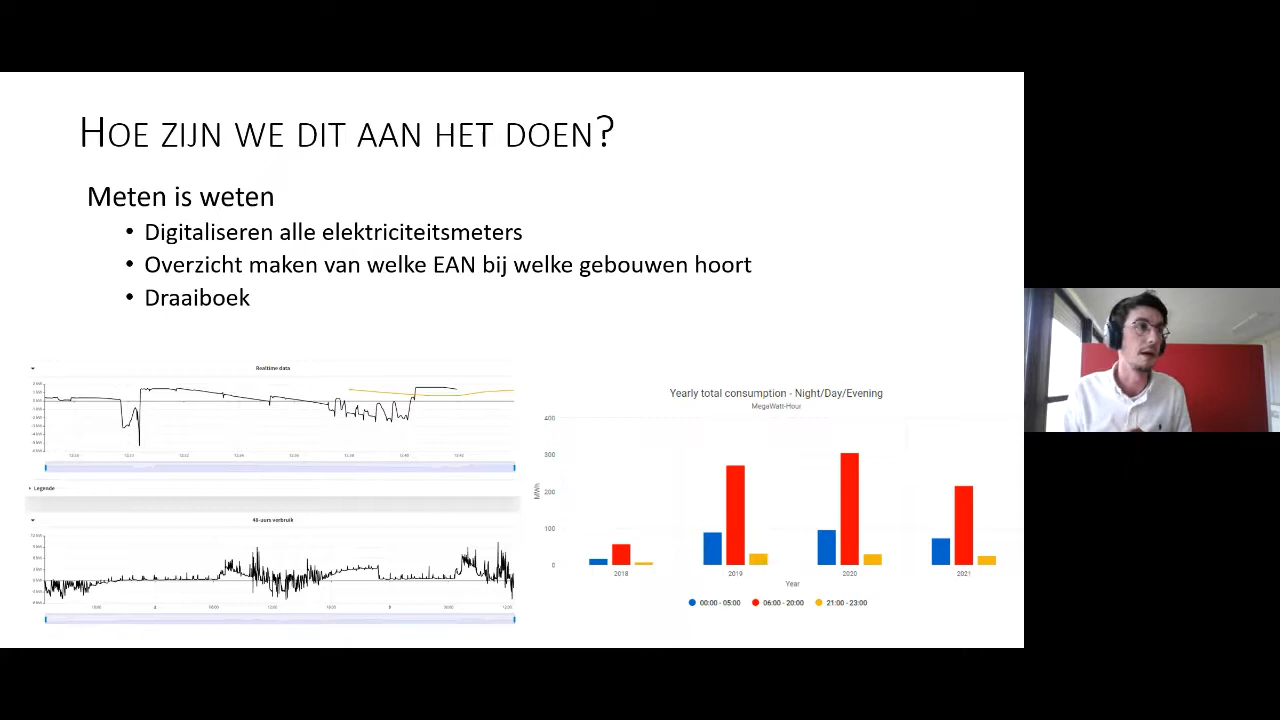 HOE ZIJN WE DIT AAN HET DOEN?
Meten is weten
• Digitaliseren alle elektriciteitsmeters
• Overzicht maken van welke EAN bij welke gebouwen hoort
• Draaiboek
Realtime data
Legende
48-uurs verbruik
Yearly total consumption - Night/Day/Evening
MegaWatt-Hour
400
300
200
100
0
MWh
2018 2019 2020 2021
Year
00:00 - 05:00 06:00 - 20:00 21:00 - 23:00